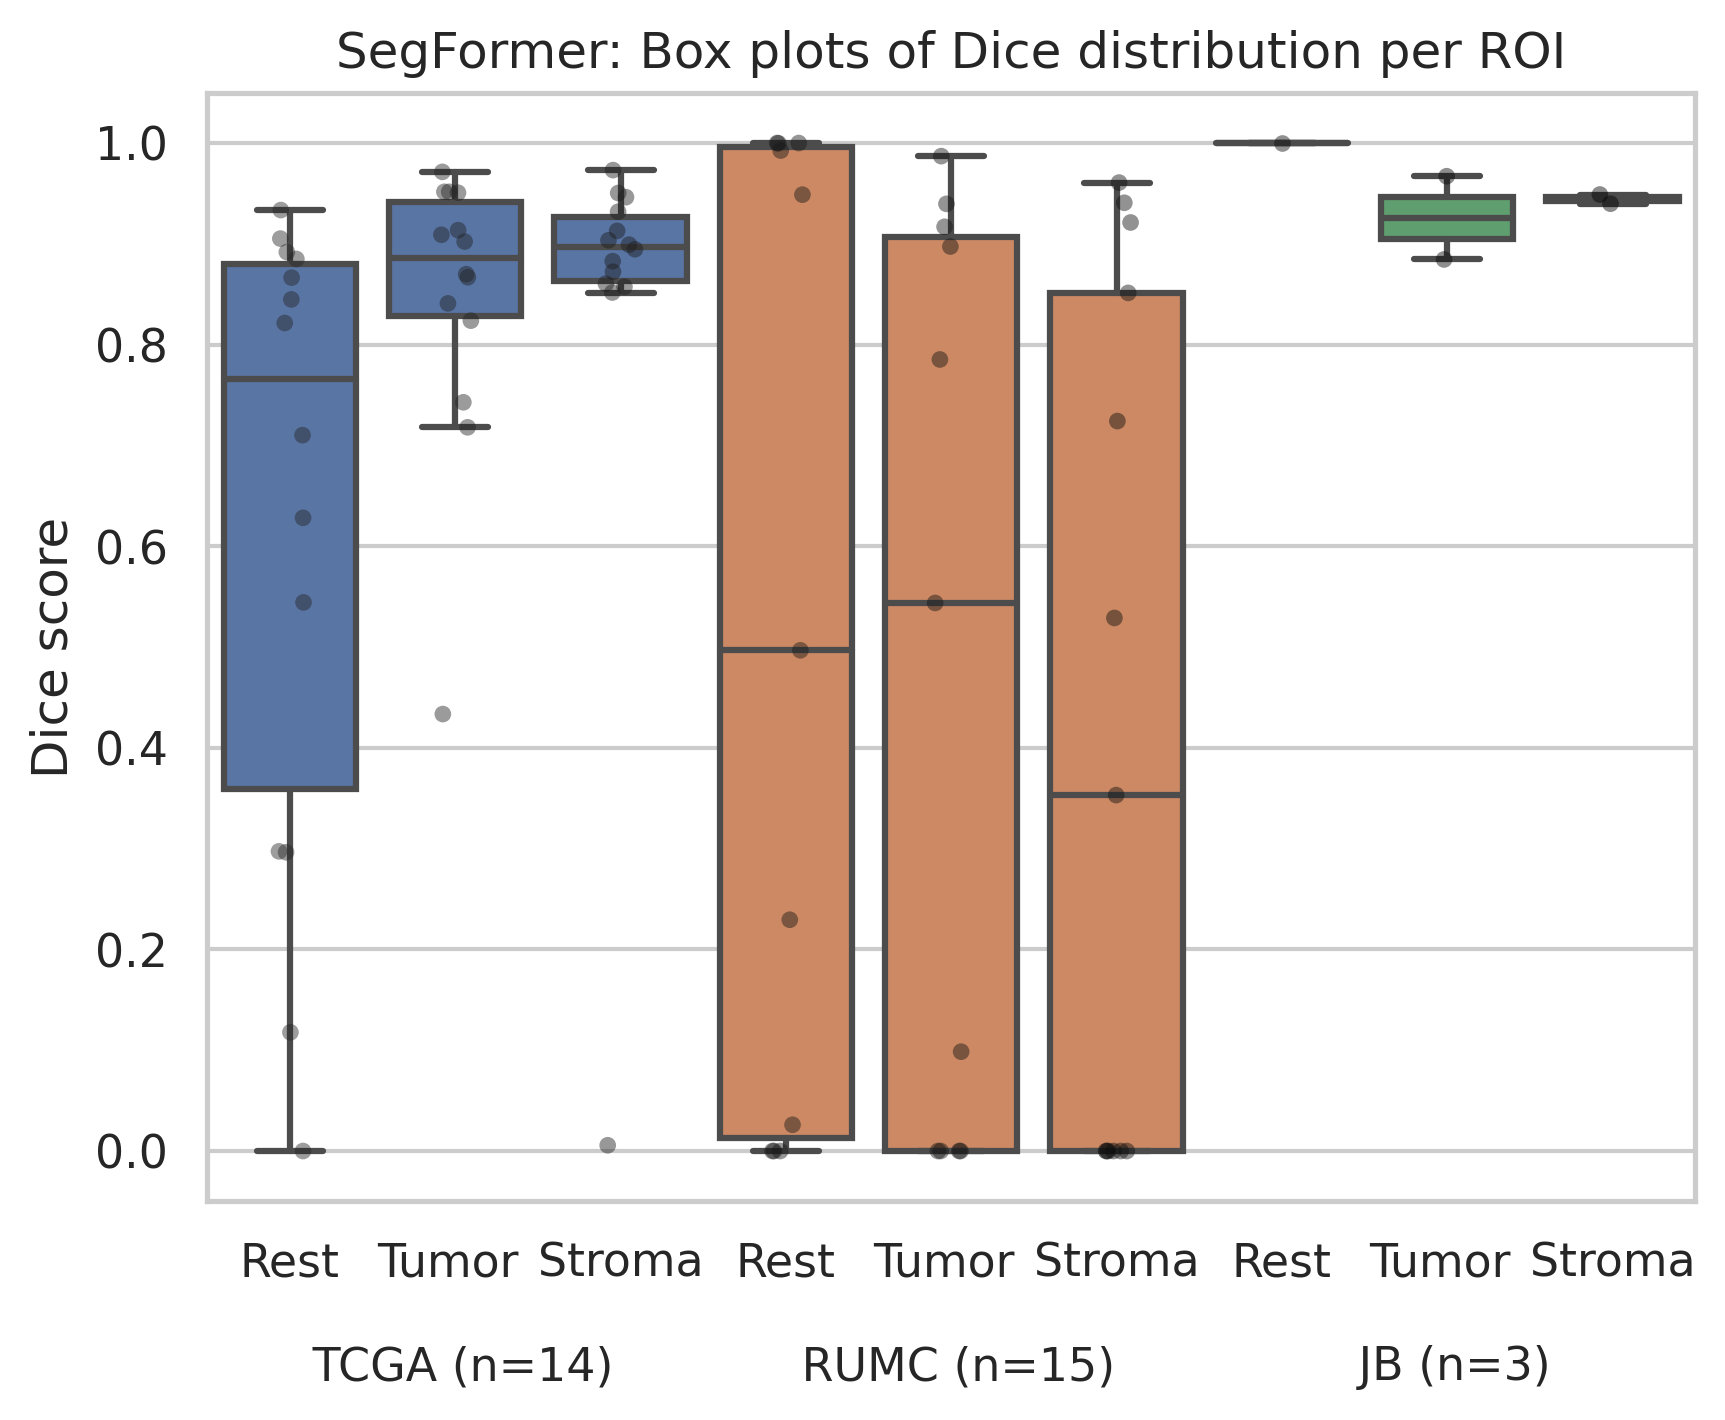 SegFormer: Box plots of Dice distribution per ROI
1.0
0.8
0.6
0.4
0.2
0.0
Dice score
Rest Tumor Stroma Rest Tumor Stroma Rest Tumor Stroma
TCGA (n=14) RUMC (n=15) JB (n=3)